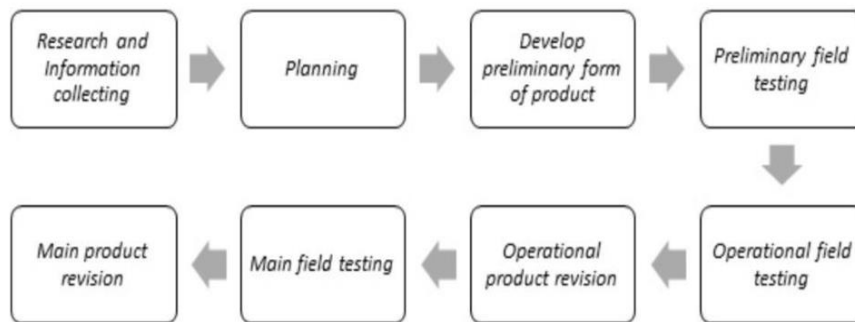 Research and
Information
collecting
Planning
Develop
preliminary form
of product
Preliminary field
testing
Operational field
testing
Operational
product revision
Main field testing
Main product
revision